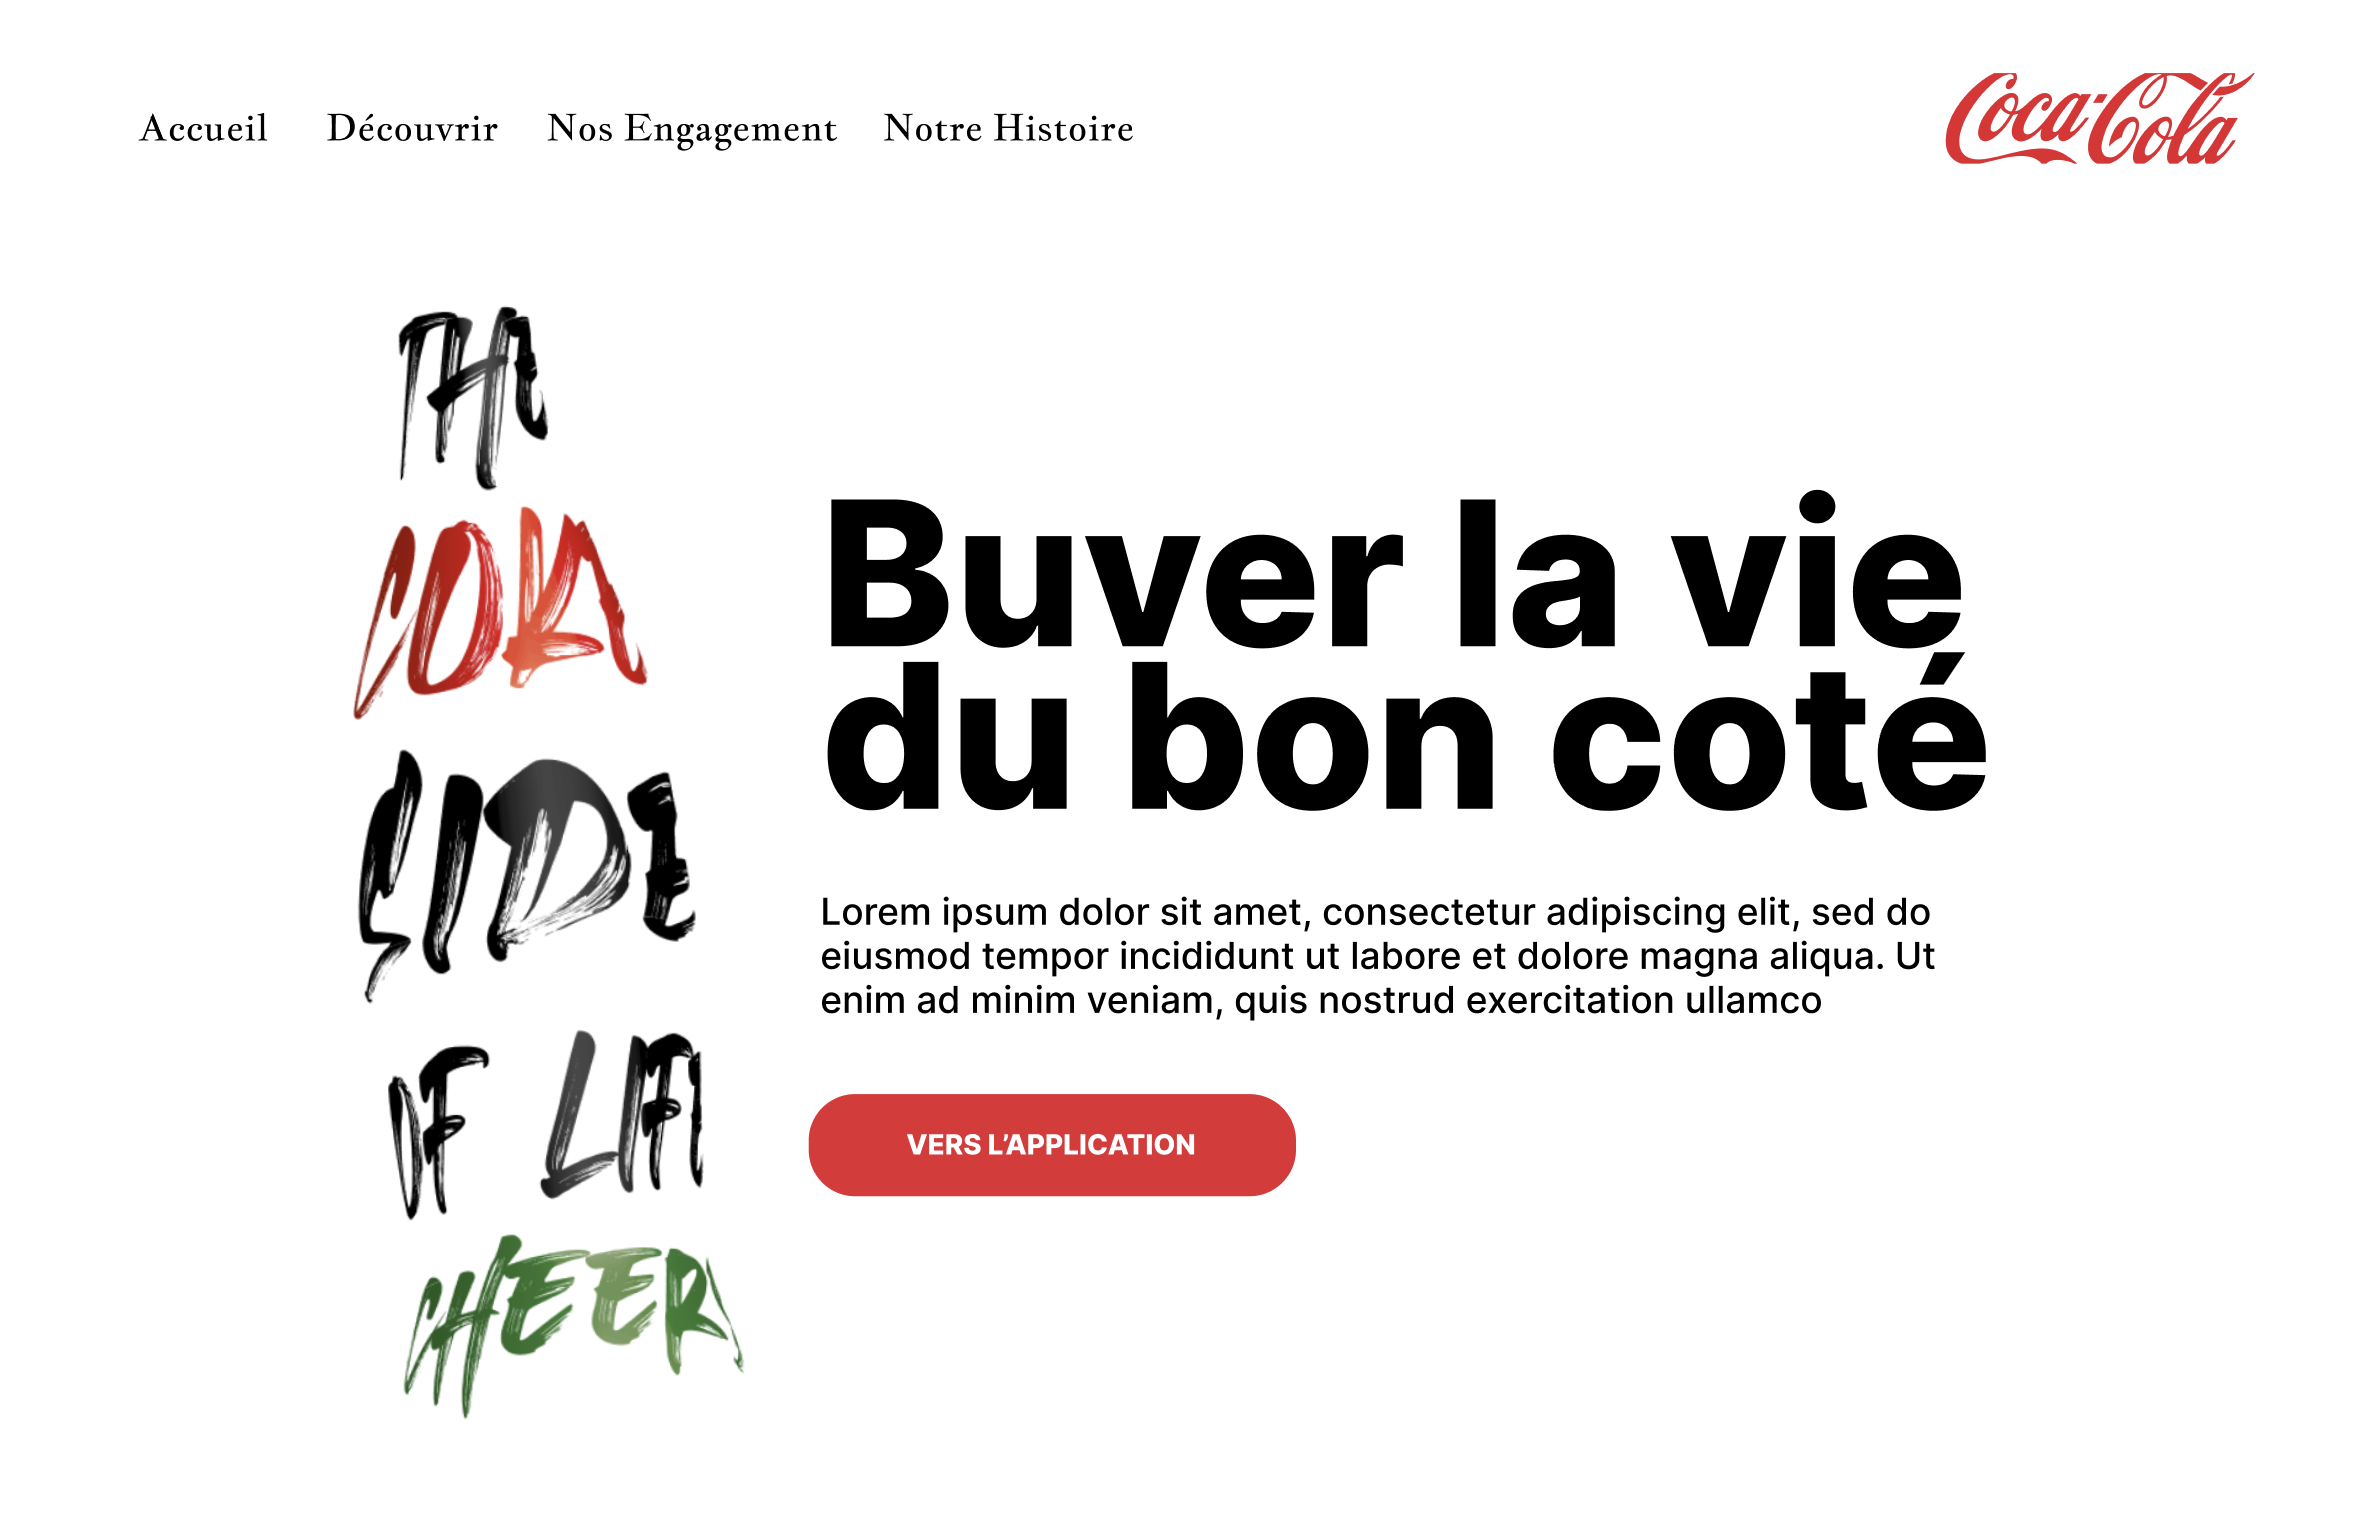 Accueil Découvrir Nos Engagement Notre Histoire
Coca-Cola
THE
COLA
SIDE
OF LIFE
CHEERS
Buver la vie
du bon coté
Lorem ipsum dolor sit amet, consectetur adipiscing elit, sed do
eiusmod tempor incididunt ut labore et dolore magna aliqua. Ut
enim ad minim veniam, quis nostrud exercitation ullamco
VERS L’APPLICATION